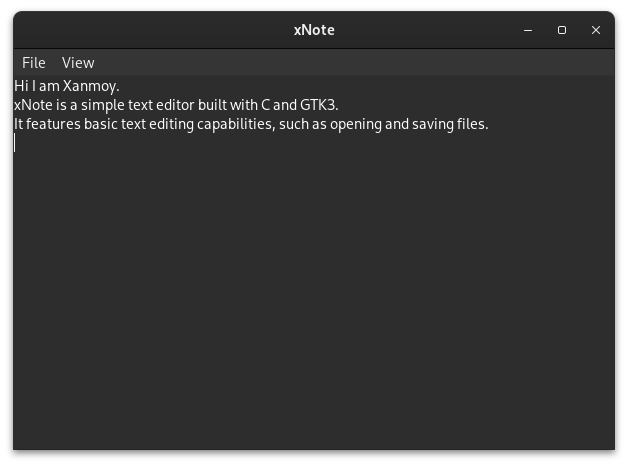 xNote
File View
Hi I am Xanmoy.
xNote is a simple text editor built with C and GTK3.
It features basic text editing capabilities, such as opening and saving files.